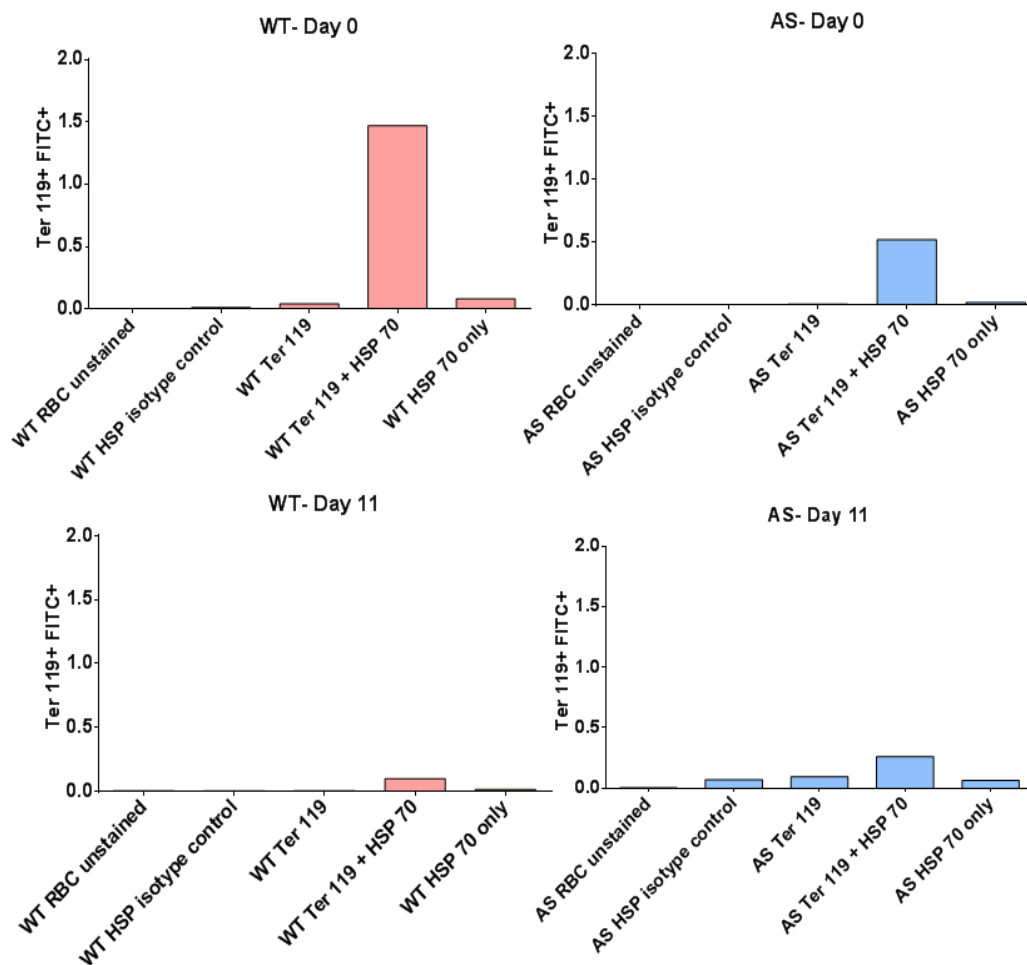 WT- Day 0
2.0
1.5
1.0
0.5
0.0
Ter 119+ FITC+
WT RBC unstained
WT HSP isotype control
WT Ter 119
WT Ter 119 + HSP 70
WT HSP 70 only
AS- Day 0
2.0
1.5
1.0
0.5
0.0
Ter 119+ FITC+
AS RBC unstained
AS HSP isotype control
AS Ter 119
AS Ter 119 + HSP 70
AS HSP 70 only
WT- Day 11
2.0
1.5
1.0
0.5
0.0
Ter 119+ FITC+
WT RBC unstained
WT HSP isotype control
WT Ter 119
WT Ter 119 + HSP 70
WT HSP 70 only
AS- Day 11
2.0
1.5
1.0
0.5
0.0
Ter 119+ FITC+
AS RBC unstained
AS HSP isotype control
AS Ter 119
AS Ter 119 + HSP 70
AS HSP 70 only